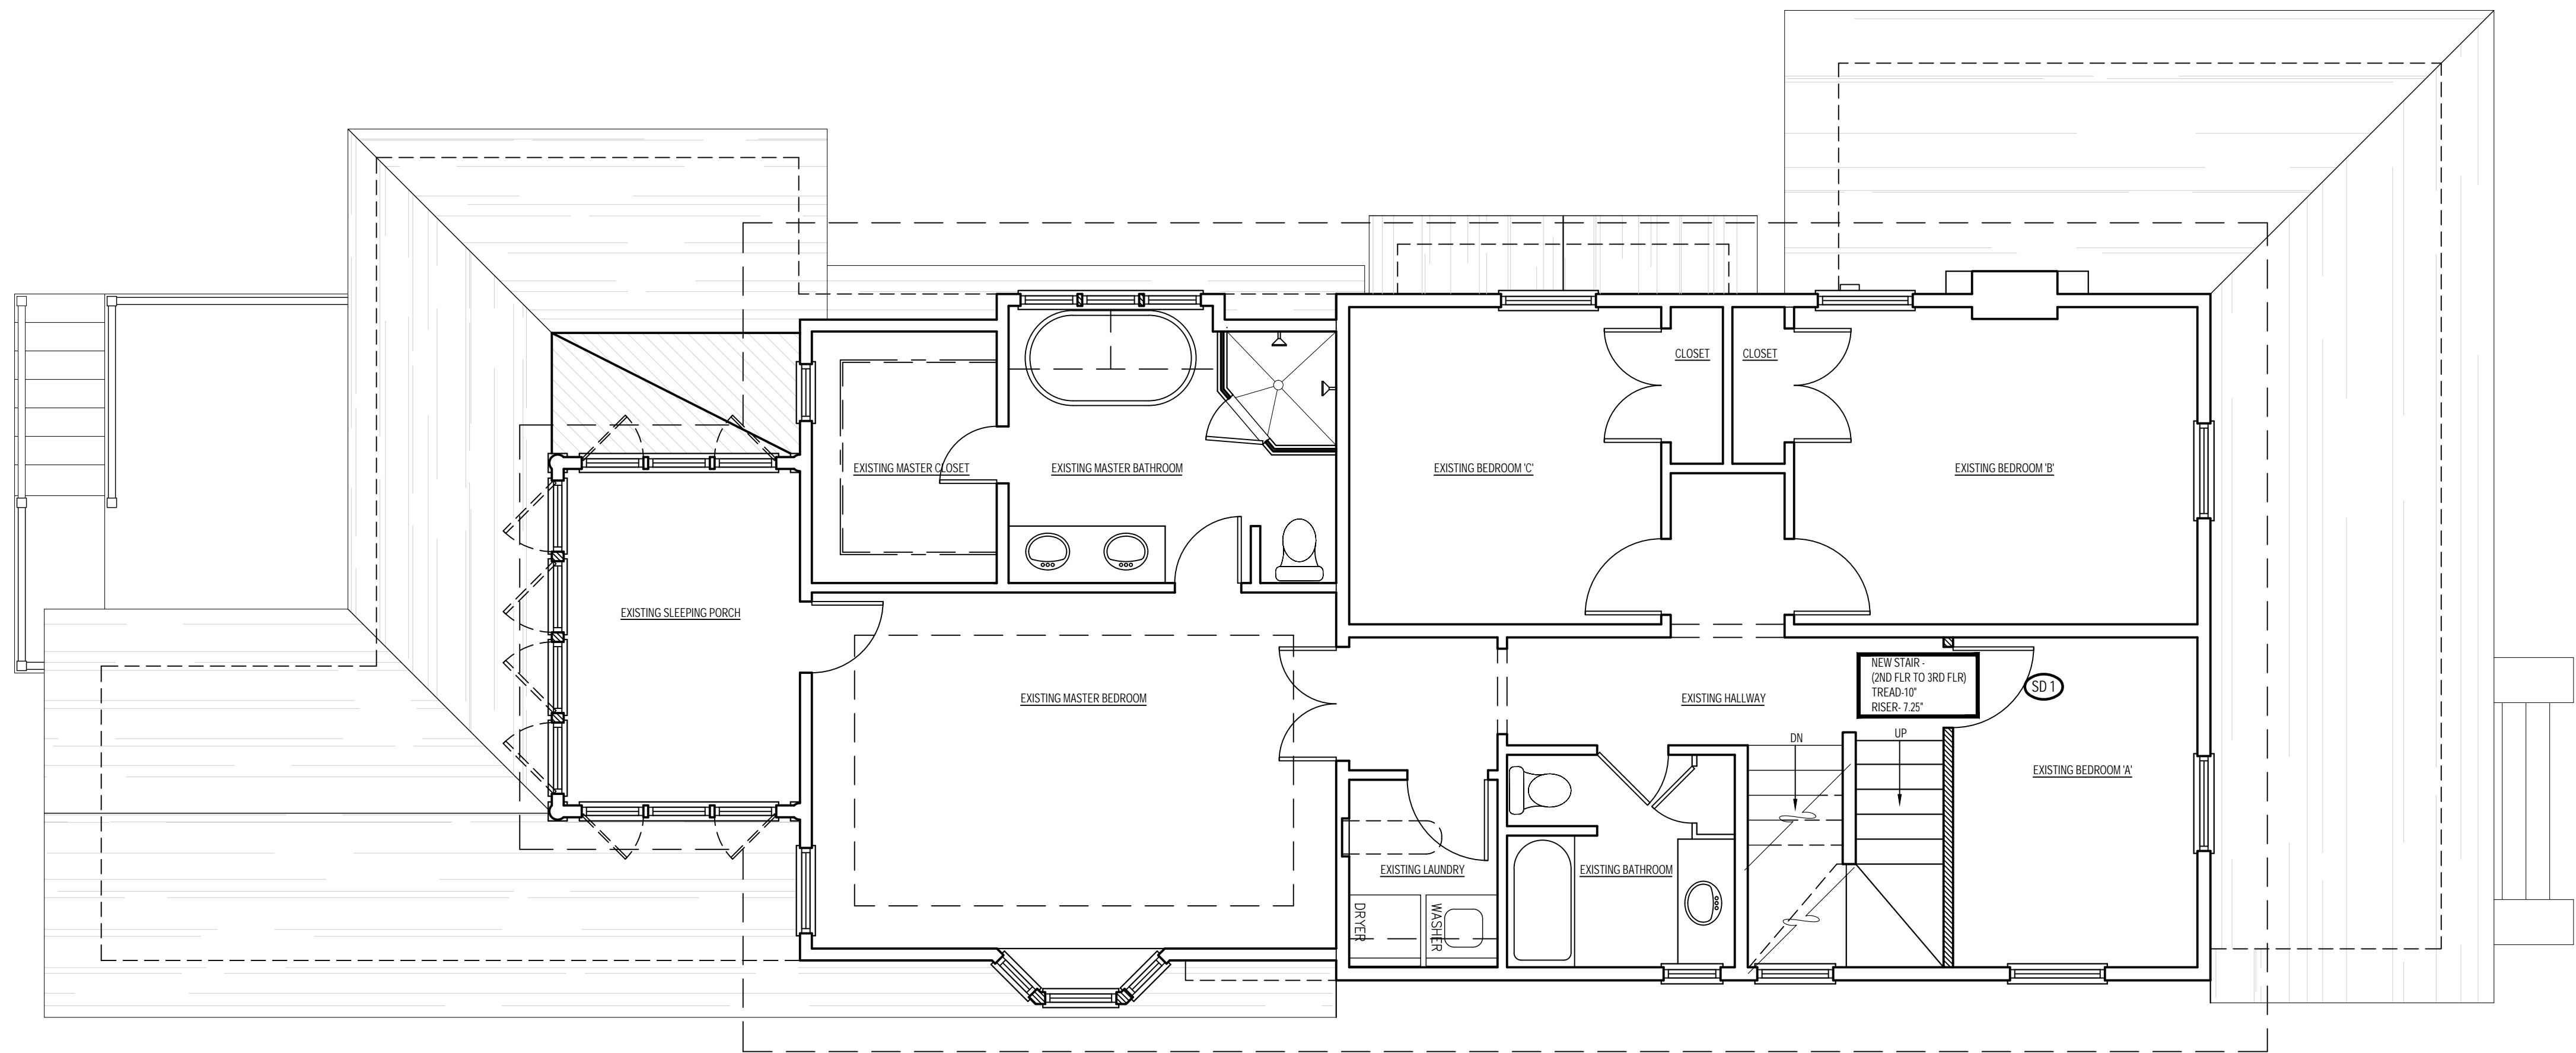 CLOSET
CLOSET
EXISTING MASTER CLOSET
EXISTING MASTER BATHROOM
EXISTING BEDROOM 'C'
EXISTING BEDROOM 'B'
EXISTING SLEEPING PORCH
EXISTING MASTER BEDROOM
EXISTING HALLWAY
NEW STAIR -
(2ND FLR TO 3RD FLR)
TREAD-10"
RISER- 7.25"
SD 1
DN
UP
EXISTING BEDROOM 'A'
EXISTING LAUNDRY
EXISTING BATHROOM
DRYER
WASHER